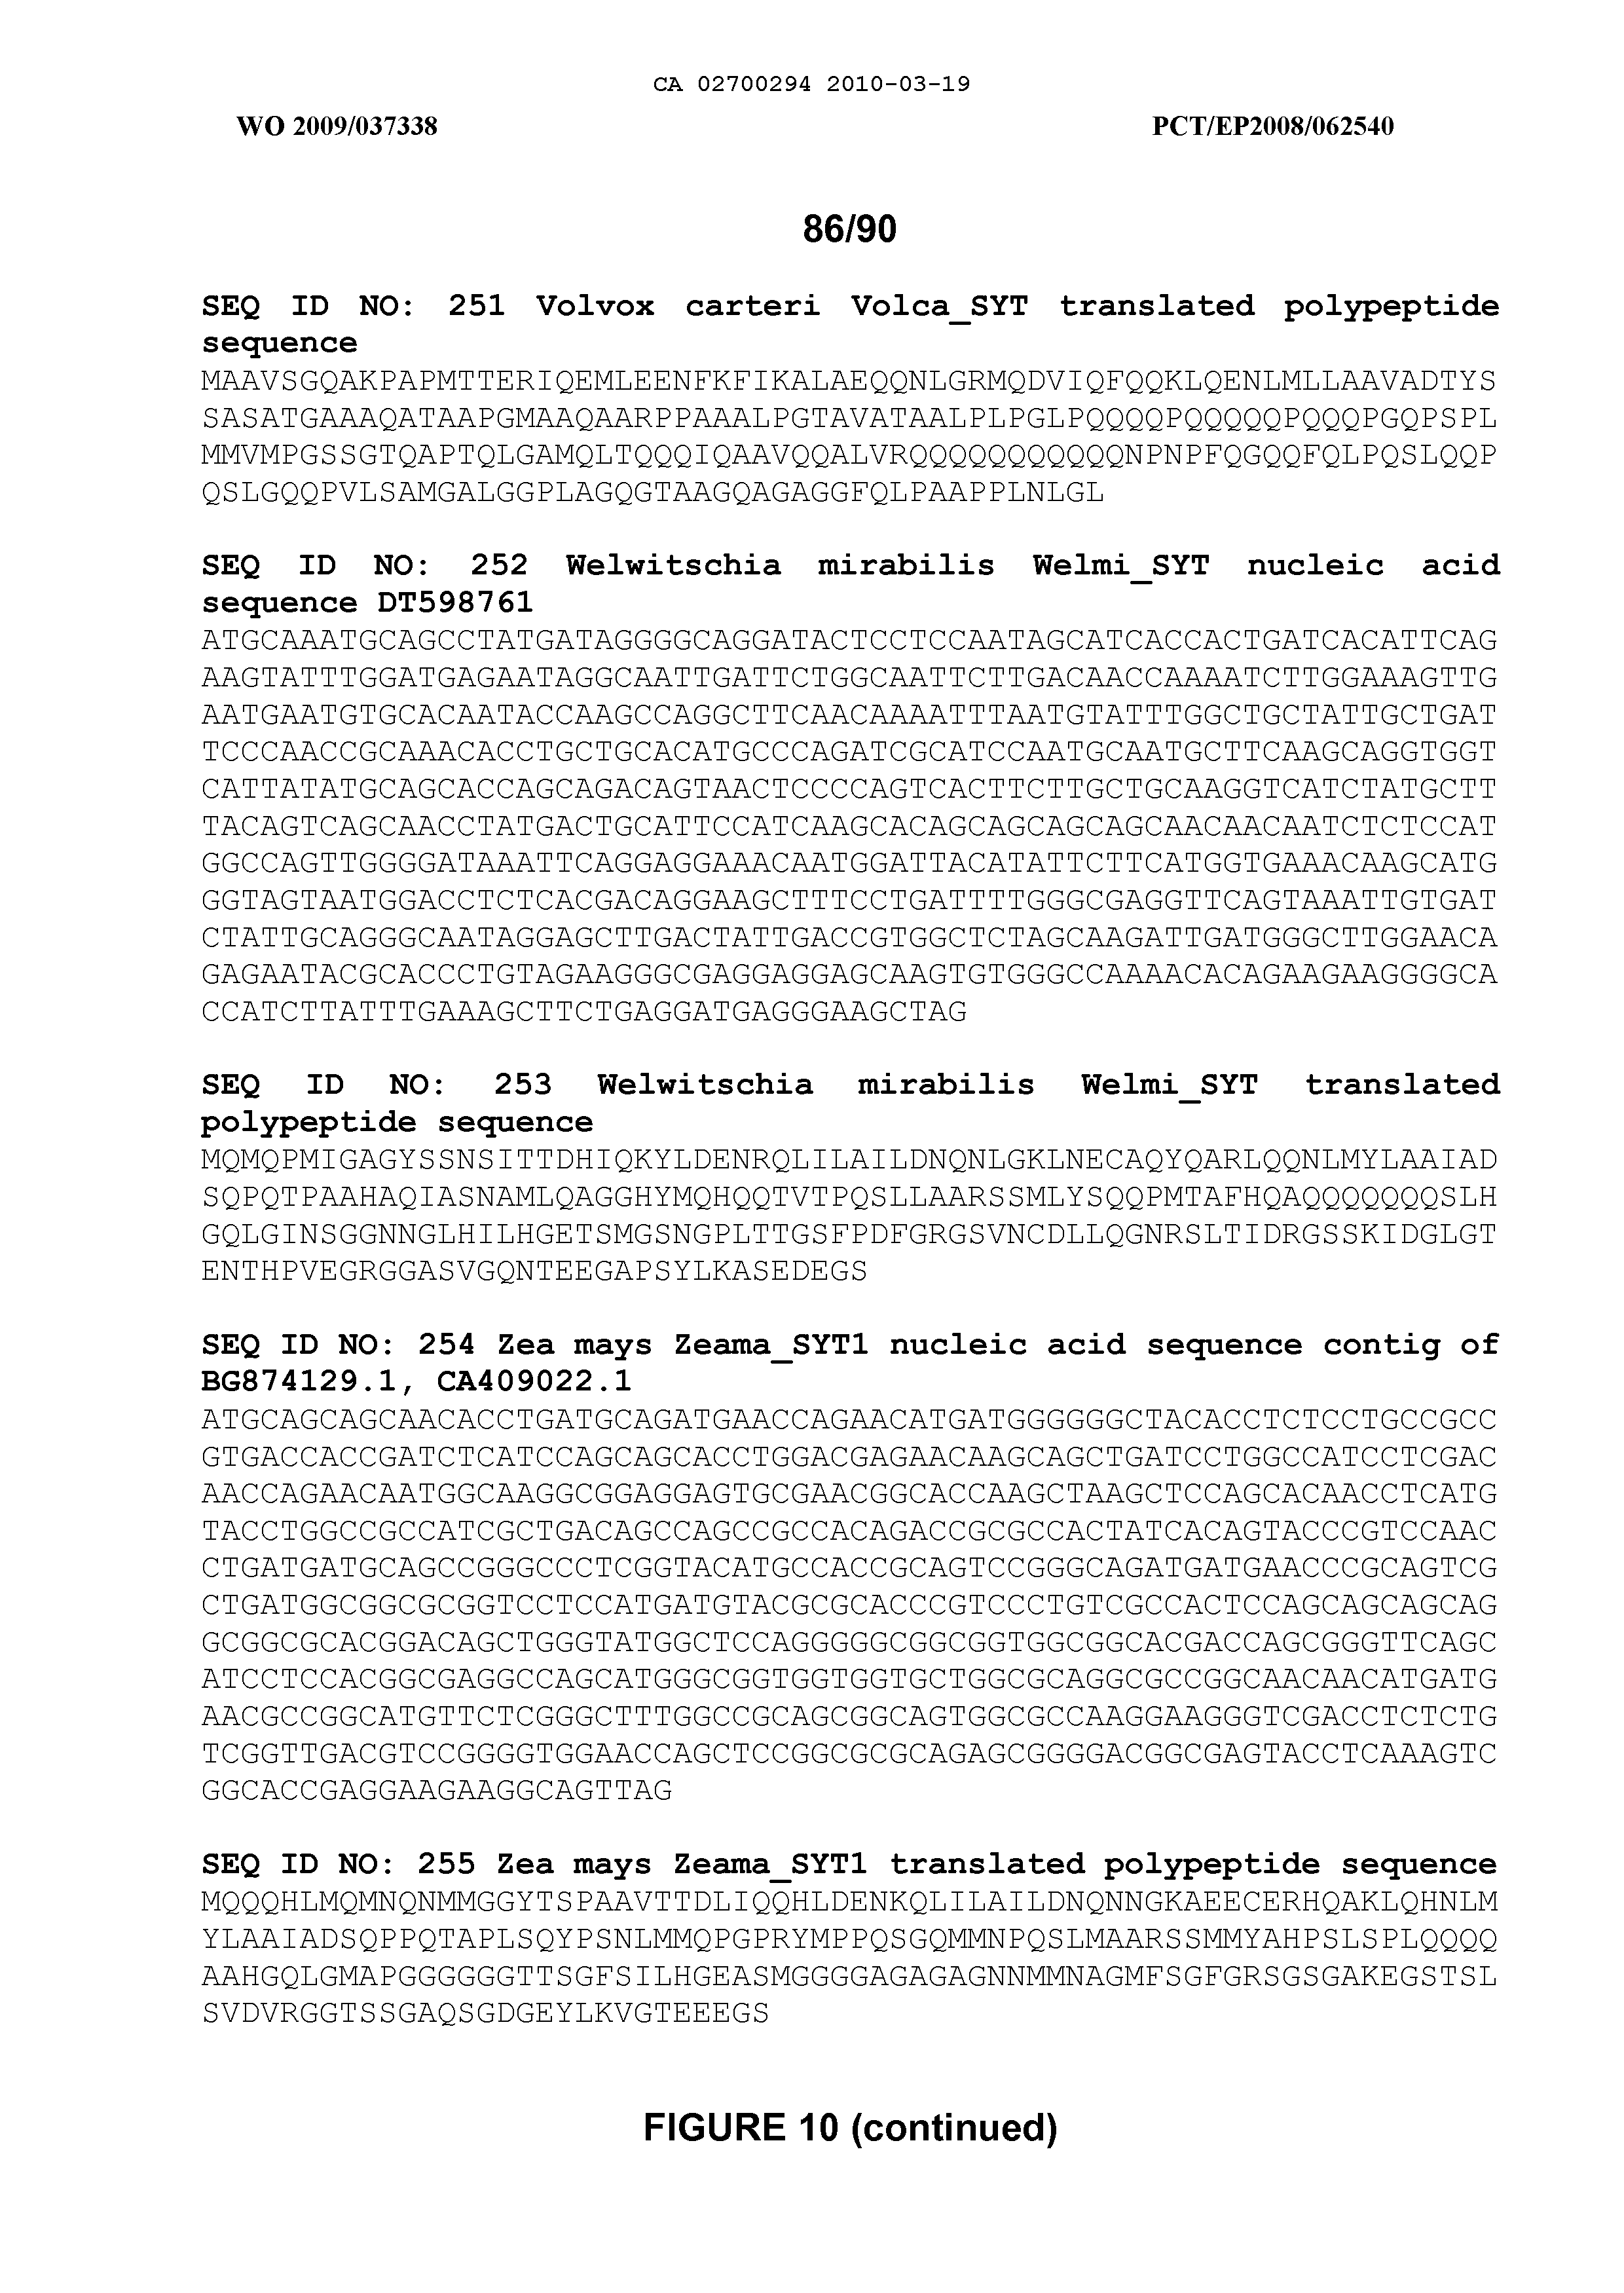 CA 02700294 2010-03-19
WO 2009/037338 PCT/EP2008/062540
86/90
SEQ ID NO: 251 Volvox carteri Volca_SYT translated polypeptide
sequence
MAAVSGQAKPAPMTTERIQEMLEENFKFIKALAEQQNLGRMQDVIQFQQKLQENLMLLAAVADTYS
SASATGAAAQATAAPGMAAQAARPPAAALPGTAVATAALPLPGLPQQQQPQQQQQPQQQPGQPSPL
MMVMPGSSGTQAPTQLGAMQLTQQQIQAAVQQALVRQQQQQQQQQQQNPNPFQGQQFQLPQSLQQP
QSLGQQPVLSAMGALGGPLAGQGTAAGQAGAGGFQLPAAPPLNLGL
SEQ ID NO: 252 Welwitschia mirabilis Welmi_SYT nucleic acid
sequence DT598761
ATGCAAATGCAGCCTATGATAGGGGCAGGATACTCCTCCAATAGCATCACCACTGATCACATTCAG
AAGTATTTGGATGAGAATAGGCAATTGATTCTGGCAATTCTTGACAACCAAAATCTTGGAAAGTTG
AATGAATGTGCACAATACCAAGCCAGGCTTCAACAAAATTTAATGTATTTGGCTGCTATTGCTGAT
TCCCAACCGCAAACACCTGCTGCACATGCCCAGATCGCATCCAATGCAATGCTTCAAGCAGGTGGT
CATTATATGCAGCACCAGCAGACAGTAACTCCCCAGTCACTTCTTGCTGCAAGGTCATCTATGCTT
TACAGTCAGCAACCTATGACTGCATTCCATCAAGCACAGCAGCAGCAGCAACAACAATCTCTCCAT
GGCCAGTTGGGGATAAATTCAGGAGGAAACAATGGATTACATATTCTTCATGGTGAAACAAGCATG
GGTAGTAATGGACCTCTCACGACAGGAAGCTTTCCTGATTTTGGGCGAGGTTCAGTAAATTGTGAT
CTATTGCAGGGCAATAGGAGCTTGACTATTGACCGTGGCTCTAGCAAGATTGATGGGCTTGGAACA
GAGAATACGCACCCTGTAGAAGGGCGAGGAGGAGCAAGTGTGGGCCAAAACACAGAAGAAGGGGCA
CCATCTTATTTGAAAGCTTCTGAGGATGAGGGAAGCTAG
SEQ ID NO: 253 Welwitschia mirabilis Welmi_SYT translated
polypeptide sequence
MQMQPMIGAGYSSNSITTDHIQKYLDENRQLILAILDNQNLGKLNECAQYQARLQQNLMYLAAIAD
SQPQTPAAHAQIASNAMLQAGGHYMQHQQTVTPQSLLAARSSMLYSQQPMTAFHQAQQQQQQQSLH
GQLGINSGGNNGLHILHGETSMGSNGPLTTGSFPDFGRGSVNCDLLQGNRSLTIDRGSSKIDGLGT
ENTHPVEGRGGASVGQNTEEGAPSYLKASEDEGS
SEQ ID NO: 254 Zea mays Zeama_SYT1 nucleic acid sequence contig of
BG874129.1, CA409022.1
ATGCAGCAGCAACACCTGATGCAGATGAACCAGAACATGATGGGGGGCTACACCTCTCCTGCCGCC
GTGACCACCGATCTCATCCAGCAGCACCTGGACGAGAACAAGCAGCTGATCCTGGCCATCCTCGAC
AACCAGAACAATGGCAAGGCGGAGGAGTGCGAACGGCACCAAGCTAAGCTCCAGCACAACCTCATG
TACCTGGCCGCCATCGCTGACAGCCAGCCGCCACAGACCGCGCCACTATCACAGTACCCGTCCAAC
CTGATGATGCAGCCGGGCCCTCGGTACATGCCACCGCAGTCCGGGCAGATGATGAACCCGCAGTCG
CTGATGGCGGCGCGGTCCTCCATGATGTACGCGCACCCGTCCCTGTCGCCACTCCAGCAGCAGCAG
GCGGCGCACGGACAGCTGGGTATGGCTCCAGGGGGCGGCGGTGGCGGCACGACCAGCGGGTTCAGC
ATCCTCCACGGCGAGGCCAGCATGGGCGGTGGTGGTGCTGGCGCAGGCGCCGGCAACAACATGATG
AACGCCGGCATGTTCTCGGGCTTTGGCCGCAGCGGCAGTGGCGCCAAGGAAGGGTCGACCTCTCTG
TCGGTTGACGTCCGGGGTGGAACCAGCTCCGGCGCGCAGAGCGGGGACGGCGAGTACCTCAAAGTC
GGCACCGAGGAAGAAGGCAGTTAG
SEQ ID NO: 255 Zea mays Zeama_SYT1 translated polypeptide sequence
MQQQHLMQMNQNMMGGYTSPAAVTTDLIQQHLDENKQLILAILDNQNNGKAEECERHQAKLQHNLM
YLAAIADSQPPQTAPLSQYPSNLMMQPGPRYMPPQSGQMMNPQSLMAARSSMMYAHPSLSPLQQQQ
AAHGQLGMAPGGGGGGTTSGFSILHGEASMGGGGAGAGAGNNMMNAGMFSGFGRSGSGAKEGSTSL
SVDVRGGTSSGAQSGDGEYLKVGTEEEGS
FIGURE 10 (continued)